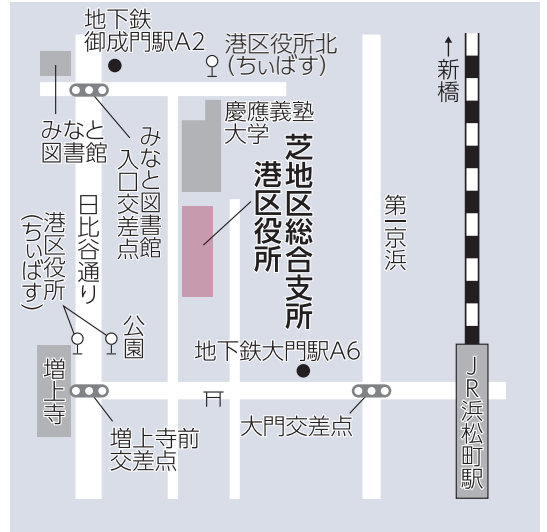 地下鉄
御成門駅A2
港区役所北
(ちぃばす)
↑
新橋
みなと
図書館
みなと図書館
入口交差点
慶應義塾
大学
芝地区総合支所
港区役所
日比谷通り
第一京浜
港区役所
(ちぃばす)
公園
地下鉄大門駅A6
増上寺
増上寺前
交差点
大門交差点
JR浜松町駅